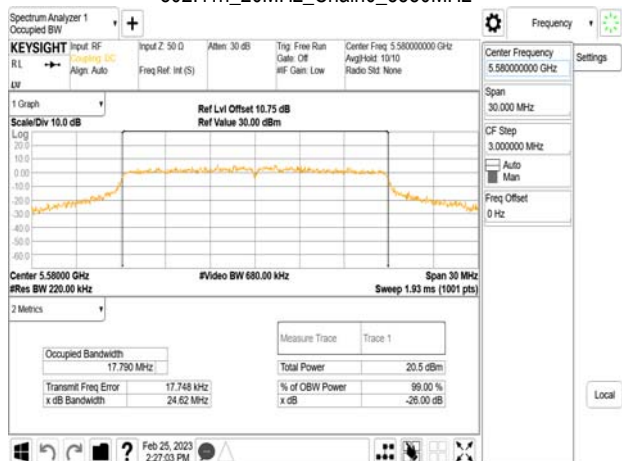 Spectrum Analyzer 1
Occupied BW
+
Frequency
KEYSIGHT
Input: RF
Coupling: DC
Align: Auto
RL
Input Z: 50 Ω
Freq Ref: Int (S)
Atten: 30 dB
Trig: Free Run
Gate: Off
#IF Gain: Low
Center Freq: 5.580000000 GHz
Avg|Hold: 10/10
Radio Std: None
Center Frequency
5.580000000 GHz
Settings
Span
30.000 MHz
CF Step
3.000000 MHz
Auto
Man
Freq Offset
0 Hz
Local
1 Graph
Scale/Div 10.0 dB
Ref Lvl Offset 10.75 dB
Ref Value 30.00 dBm
Log
20.0
10.0
0.00
-10.0
-20.0
-30.0
-40.0
-50.0
-60.0
Center 5.58000 GHz
#Video BW 680.00 kHz
Span 30 MHz
#Res BW 220.00 kHz
Sweep 1.93 ms (1001 pts)
2 Metrics
Measure Trace Trace 1
Occupied Bandwidth
17.790 MHz
Total Power 20.5 dBm
Transmit Freq Error 17.748 kHz
% of OBW Power 99.00 %
x dB Bandwidth 24.62 MHz
x dB -26.00 dB
?
Feb 25, 2023
2:27:03 PM